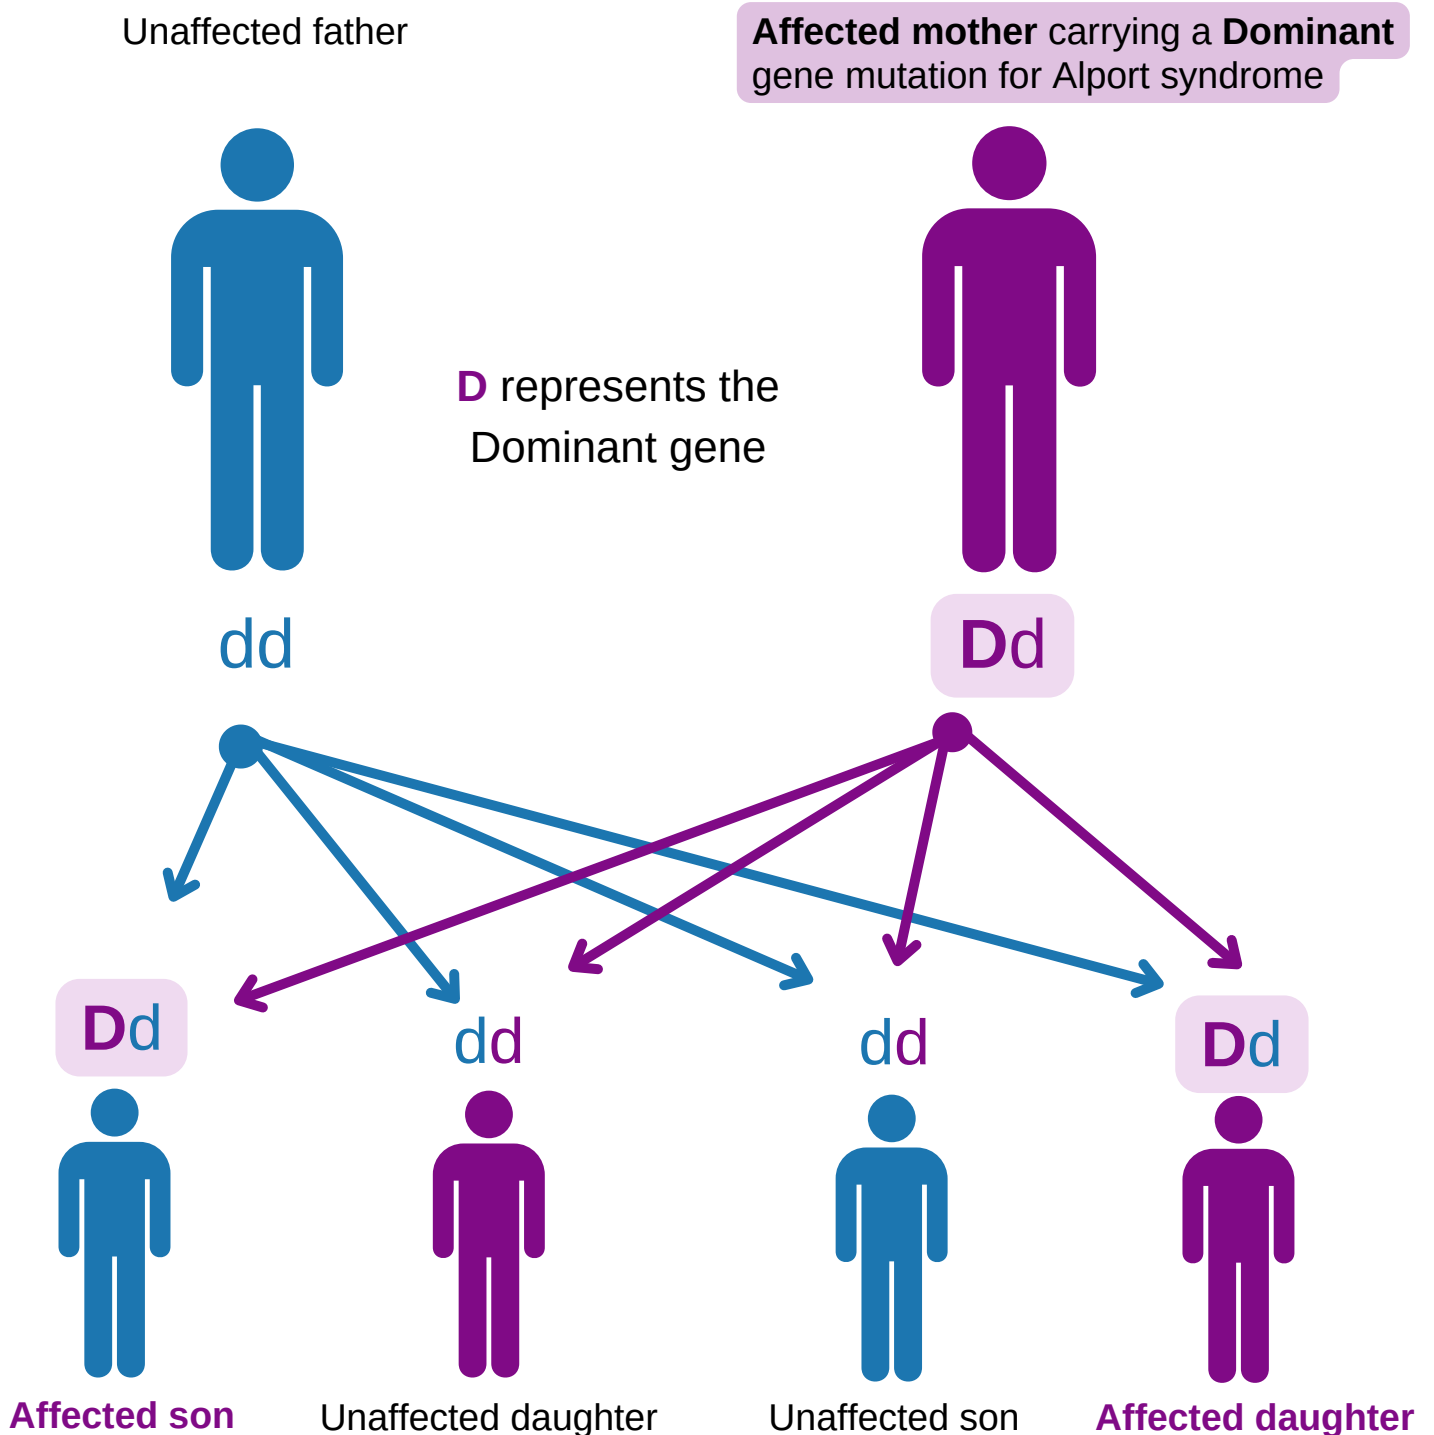 Unaffected father
Affected mother carrying a Dominant
gene mutation for Alport syndrome
D represents the
Dominant gene
dd
Dd
Dd
dd
dd
Dd
Affected son
Unaffected daughter
Unaffected son
Affected daughter